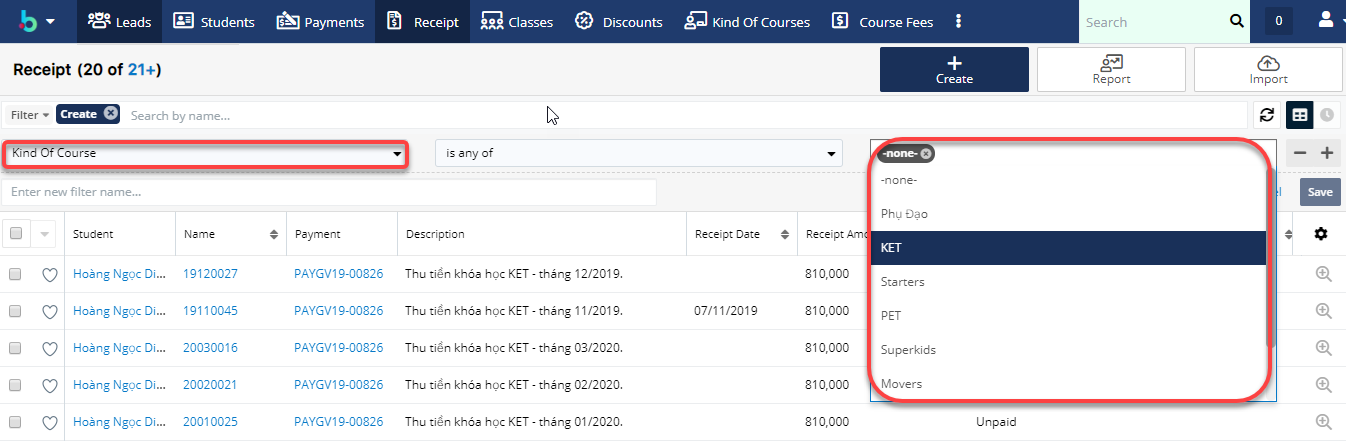 Leads Students Payments Receipt Classes Discounts Kind Of Courses Course Fees Search 0
Receipt (20 of 21+) Create Report Import
Filter Create Search by name...
Kind Of Course is any of -none-
-none-
Enter new filter name... Save
Phụ Đạo
Student Name Payment Description Receipt Date Receipt
KET
Hoàng Ngọc Di... 19120027 PAYGV19-00826 Thu tiền khóa học KET - tháng 12/2019. 810,000
Starters
Hoàng Ngọc Di... 19110045 PAYGV19-00826 Thu tiền khóa học KET - tháng 11/2019. 07/11/2019 810,000
PET
Hoàng Ngọc Di... 20030016 PAYGV19-00826 Thu tiền khóa học KET - tháng 03/2020. 810,000
Superkids
Hoàng Ngọc Di... 20020021 PAYGV19-00826 Thu tiền khóa học KET - tháng 02/2020. 810,000
Movers
Hoàng Ngọc Di... 20010025 PAYGV19-00826 Thu tiền khóa học KET - tháng 01/2020. 810,000 Unpaid